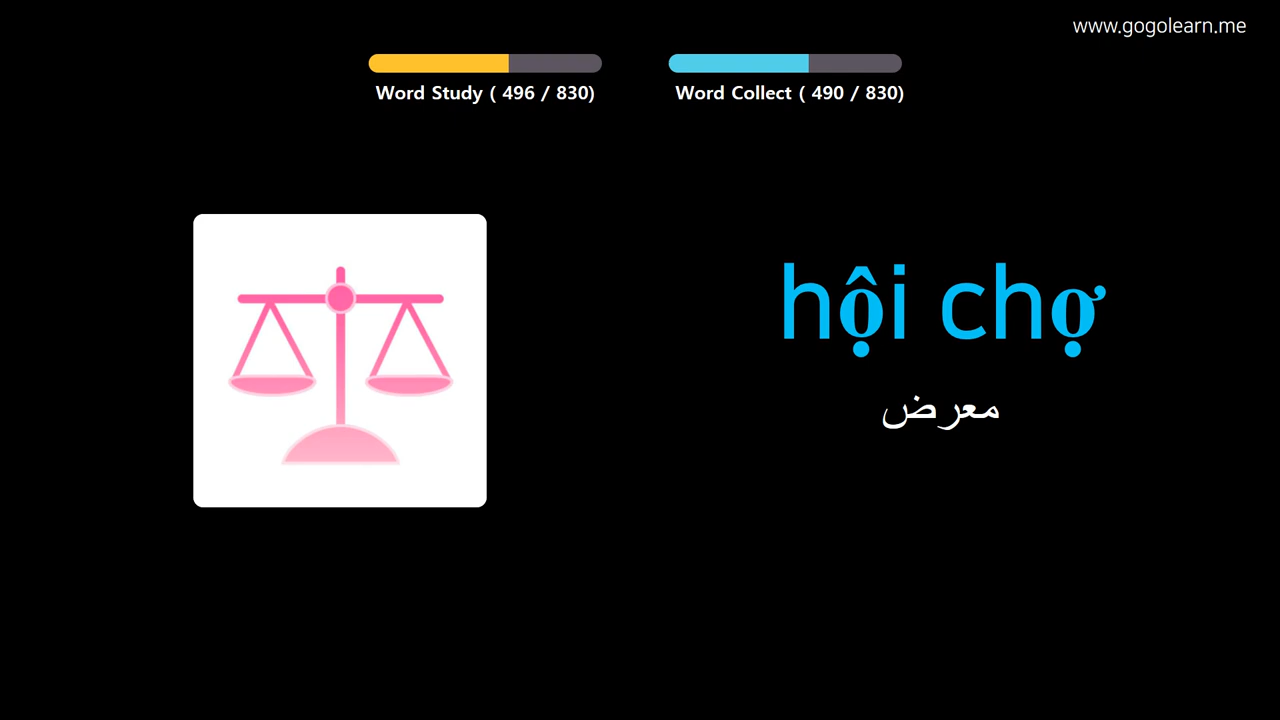 www.gogolearn.me
Word Study ( 496 / 830)
Word Collect ( 490 / 830)
hội chợ
معرض